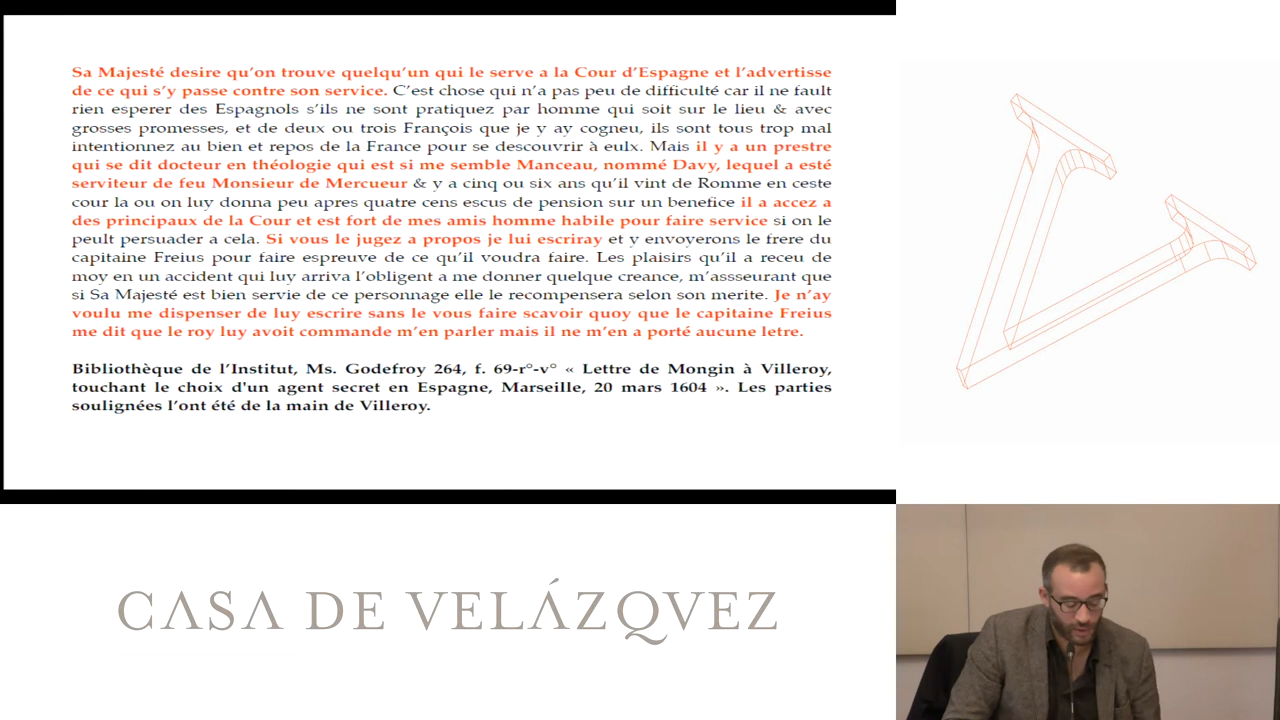 Sa Majesté desire qu'on trouve quelqu'un qui le serve a la Cour d'Espagne et l'advertisse
de ce qui s'y passe contre son service. C'est chose qui n'a pas peu de difficulté car il ne fault
rien esperer des Espagnols s'ils ne sont pratiquez par homme qui soit sur le lieu & avec
grosses promesses, et de deux ou trois François que je y ay cogneu, ils sont tous trop mal
intentionnez au bien et repos de la France pour se descouvrir à eulx. Mais il y a un prestre
qui se dit docteur en théologie qui est si me semble Manceau, nommé Davy, lequel a esté
serviteur de feu Monsieur de Mercueur & y a cinq ou six ans qu'il vint de Romme en ceste
cour la ou on luy donna peu apres quatre cens escus de pension sur un benefice il a accez a
des principaux de la Cour et est fort de mes amis homme habile pour faire service si on le
peult persuader a cela. Si vous le jugez a propos je lui escriray et y envoyerons le frere du
capitaine Freius pour faire espreuve de ce qu'il voudra faire. Les plaisirs qu'il a receu de
moy en un accident qui luy arriva l'obligent a me donner quelque creance, m'assseurant que
si Sa Majesté est bien servie de ce personnage elle le recompensera selon son merite. Je n'ay
voulu me dispenser de luy escrire sans le vous faire scavoir quoy que le capitaine Freius
me dit que le roy luy avoit commande m'en parler mais il ne m'en a porté aucune letre.
Bibliothèque de l'Institut, Ms. Godefroy 264, f. 69-r°-v° « Lettre de Mongin à Villeroy,
touchant le choix d'un agent secret en Espagne, Marseille, 20 mars 1604 ». Les parties
soulignées l'ont été de la main de Villeroy.
CASA DE VELÁZQVEZ